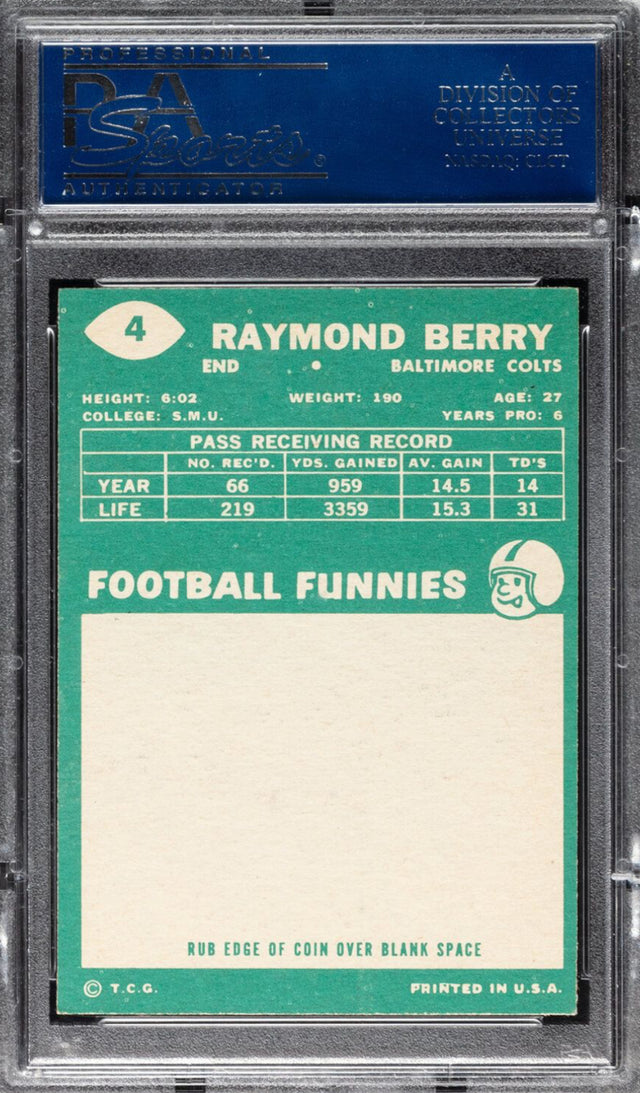 PROFESSIONAL
PSA
Sports®
AUTHENTICATOR
A
DIVISION OF
COLLECTORS
UNIVERSE
NASDAQ: CLCT
4
RAYMOND BERRY
END • BALTIMORE COLTS
HEIGHT: 6:02 WEIGHT: 190 AGE: 27
COLLEGE: S.M.U. YEARS PRO: 6
PASS RECEIVING RECORD
NO. REC'D. YDS. GAINED AV. GAIN TD'S
YEAR 66 959 14.5 14
LIFE 219 3359 15.3 31
FOOTBALL FUNNIES
RUB EDGE OF COIN OVER BLANK SPACE
© T.C.G. PRINTED IN U.S.A.